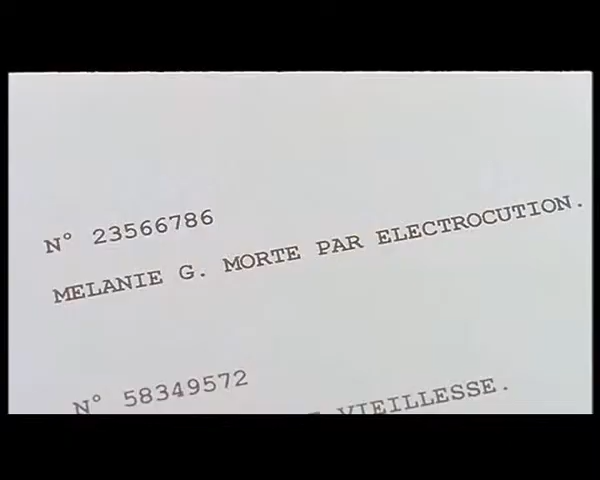 N° 23566786
MELANIE G. MORTE PAR ELECTROCUTION.
N° 58349572
VIEILLESSE.